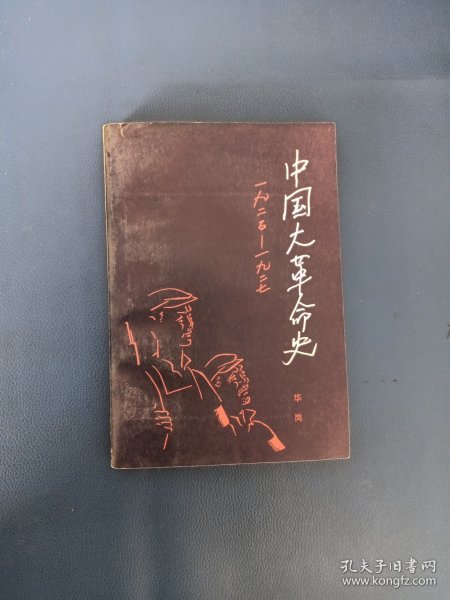 中国大革命史
一九二五—一九二七
华岗
孔夫子旧书网
www.kongfz.com